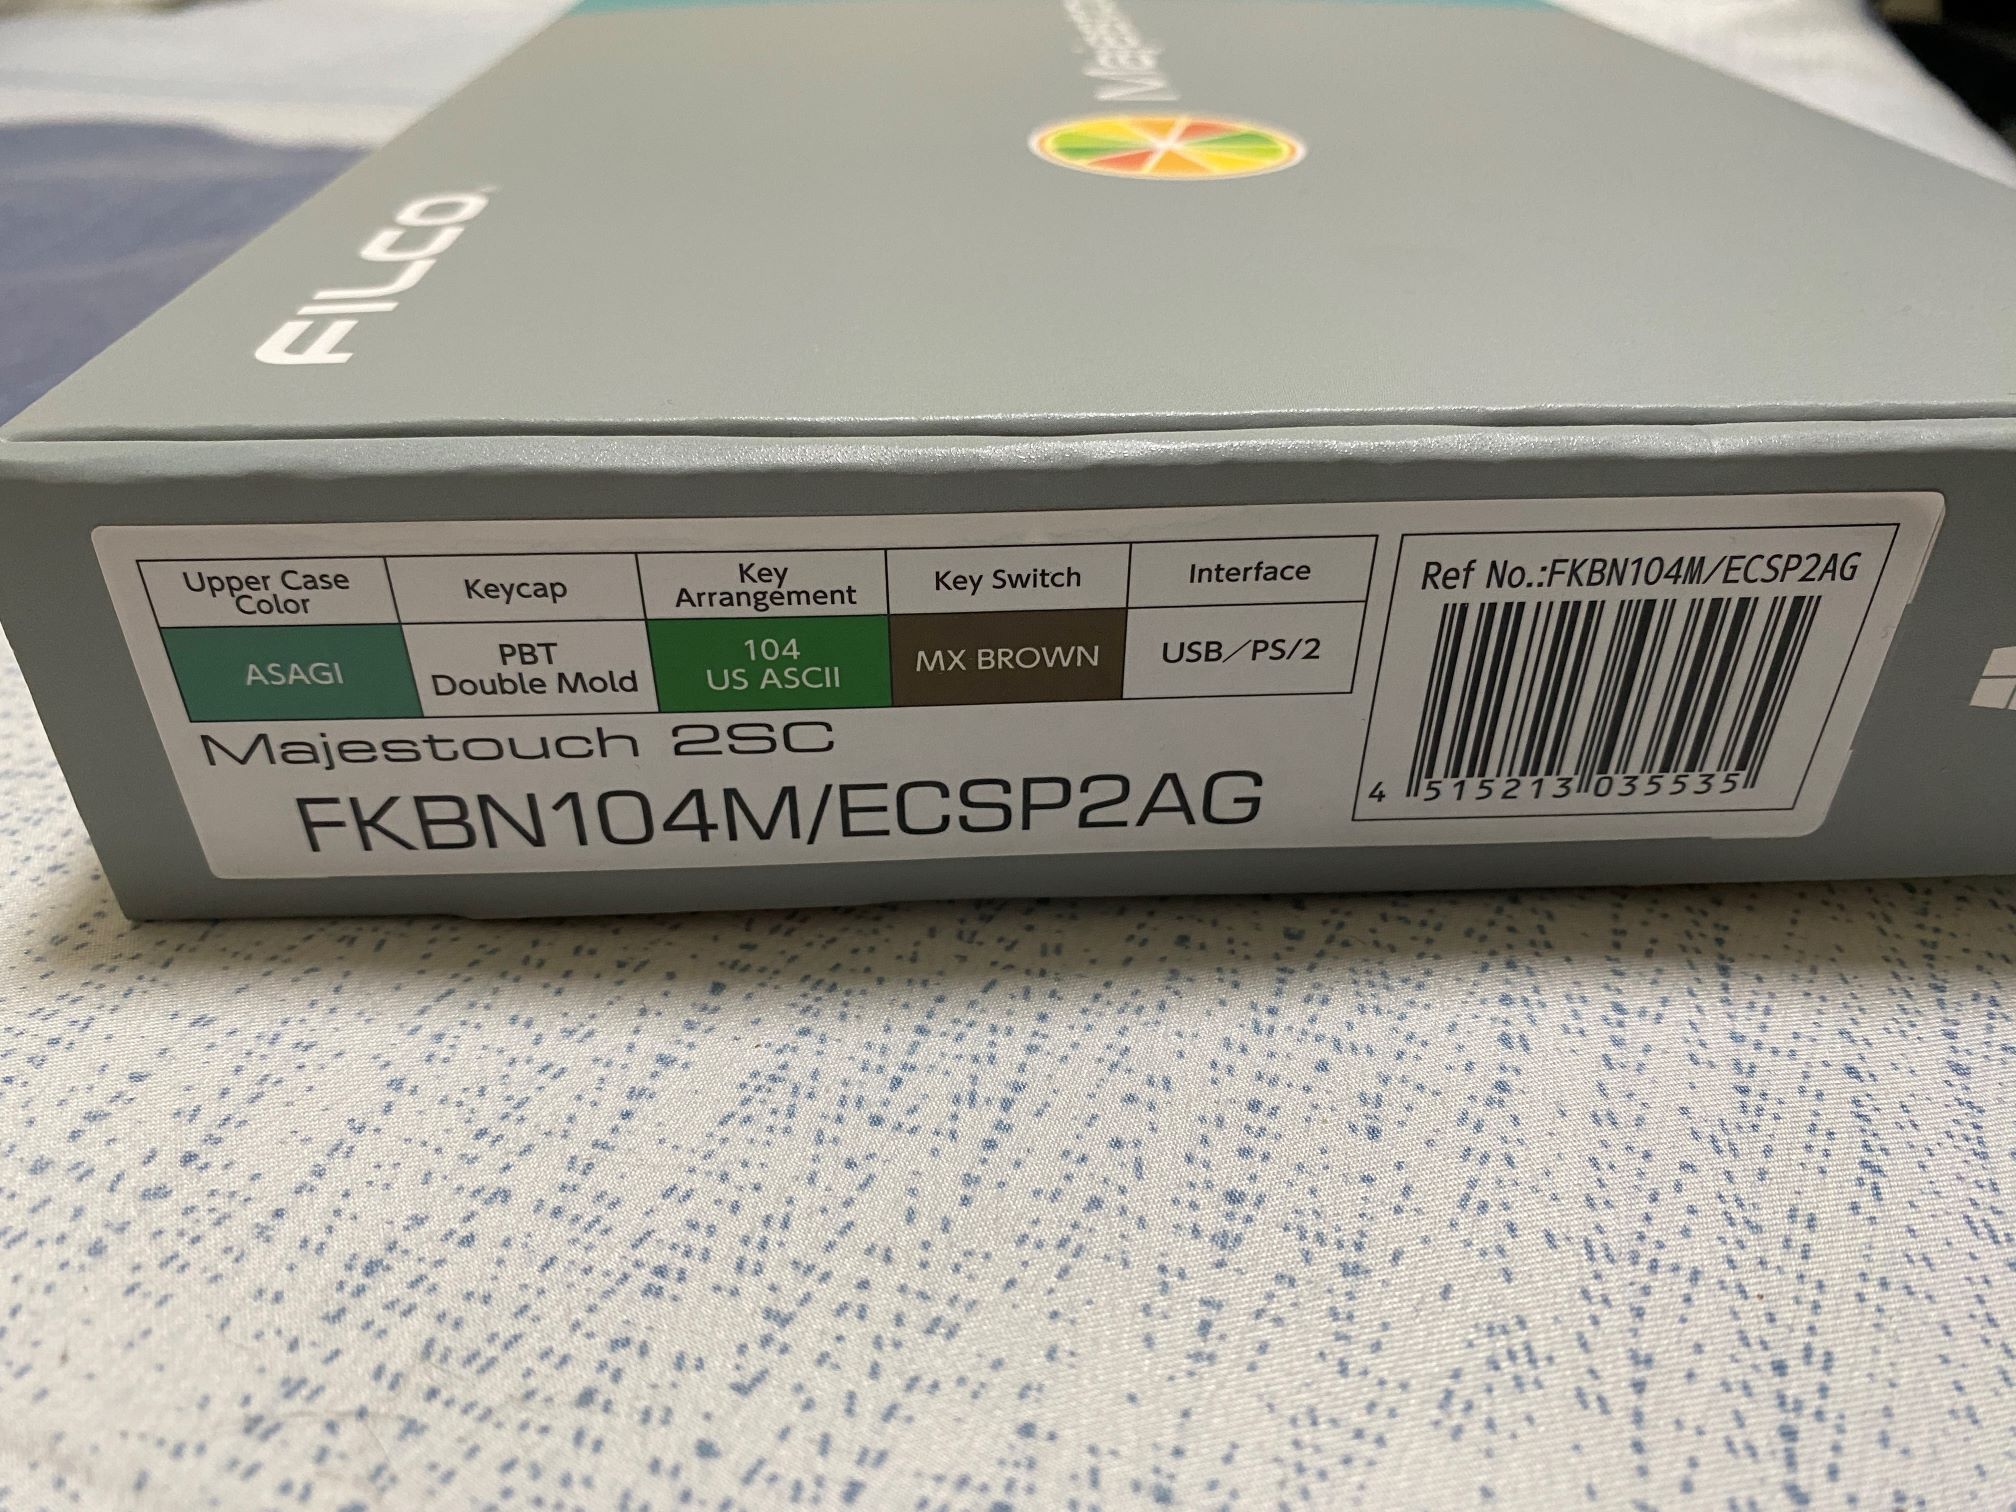 Majest
FILCO
Upper Case
Color
Keycap
Key
Arrangement
Key Switch
Interface
ASAGI
PBT
Double Mold
104
US ASCII
MX BROWN
USB/PS/2
Majestouch 2SC
FKBN104M/ECSP2AG
Ref No.:FKBN104M/ECSP2AG
4 515213 035535